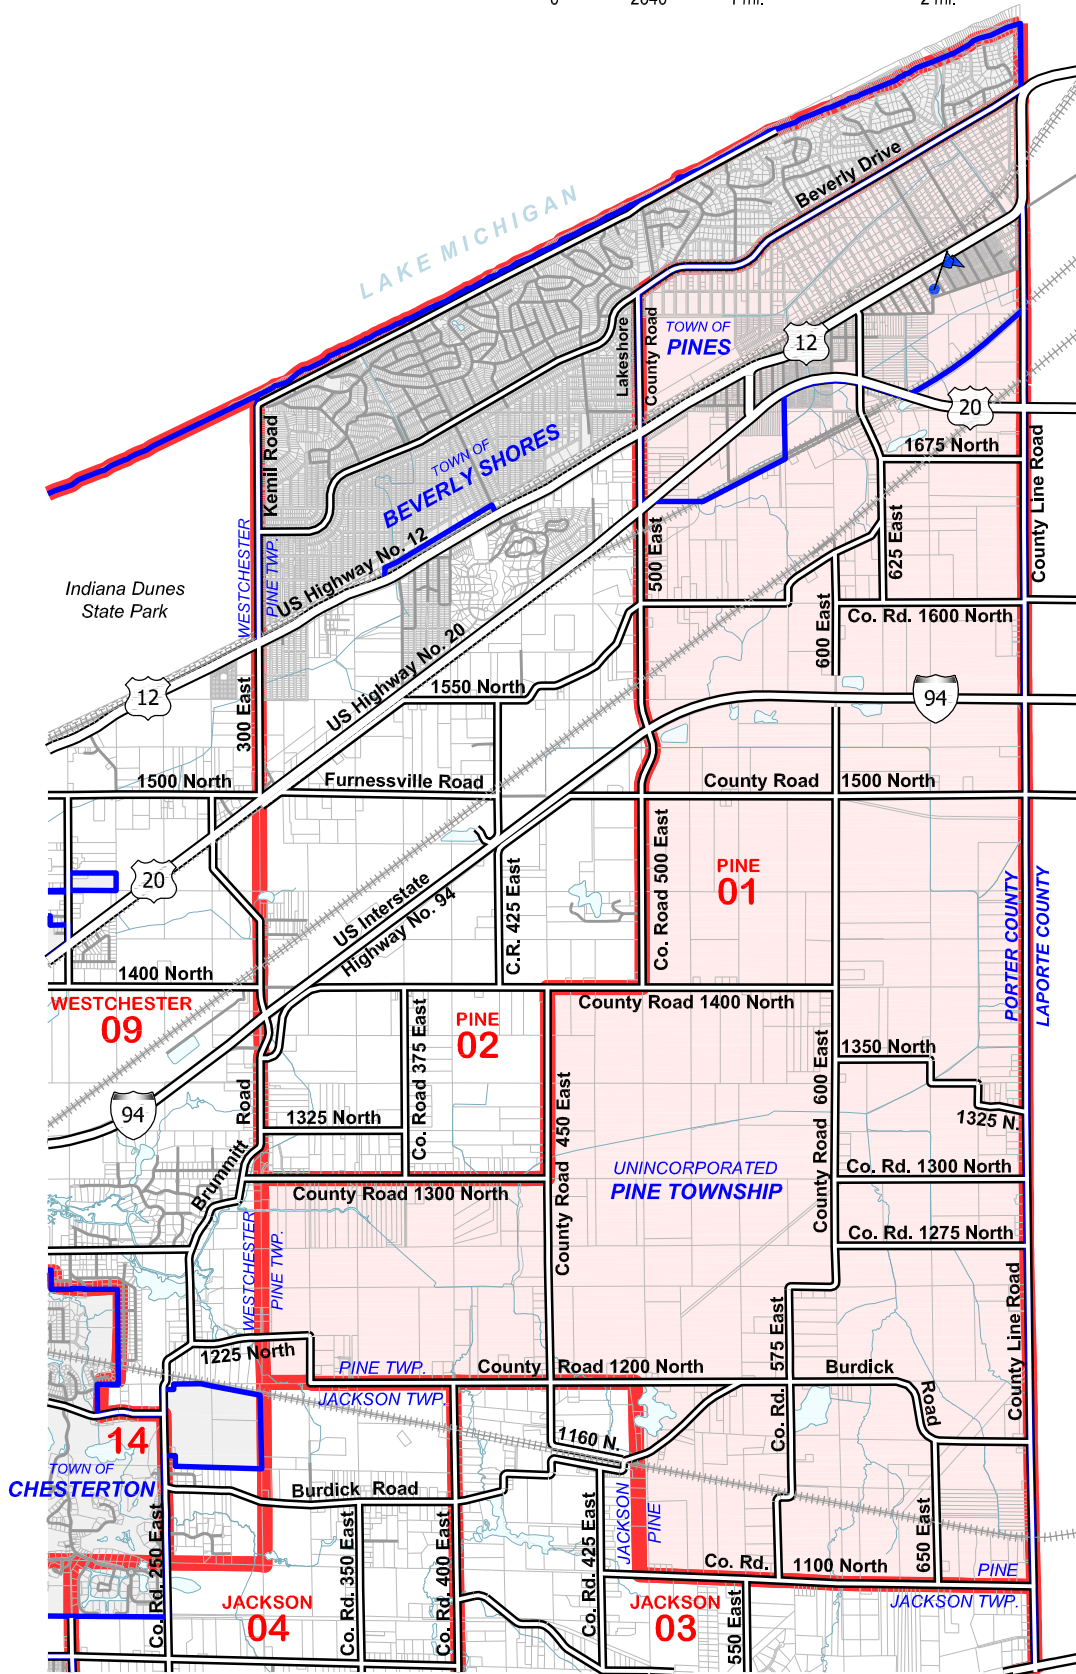 2640
1 mi.
2 mi.
LAKE MICHIGAN
Beverly Drive
TOWN OF
PINES
12
20
Lakeshore
County Road
Kemil Road
TOWN OF
BEVERLY SHORES
1675 North
County Line Road
US Highway No. 12
WESTCHESTER
PINE TWP.
Indiana Dunes
State Park
500 East
625 East
600 East
Co. Rd. 1600 North
US Highway No. 20
1550 North
12
300 East
94
1500 North
Furnessville Road
County Road
1500 North
20
US Interstate
Highway No. 94
C.R. 425 East
Co. Road 500 East
PINE
01
PORTER COUNTY
LAPORTE COUNTY
1400 North
WESTCHESTER
09
PINE
02
County Road 1400 North
Co. Road 375 East
450 East
County Road
County Road 600 East
1350 North
1325 N.
94
Brummitt Road
1325 North
County Road 1300 North
UNINCORPORATED
PINE TOWNSHIP
Co. Rd. 1300 North
Co. Rd. 1275 North
WESTCHESTER
PINE TWP.
1225 North
PINE TWP.
JACKSON TWP.
County Road 1200 North
Co. Rd. 575 East
Burdick
Road
County Line Road
14
TOWN OF
CHESTERTON
1160 N.
Burdick Road
JACKSON
PINE
Co. Rd. 250 East
Co. Rd. 350 East
Co. Rd. 400 East
Co. Rd. 425 East
Co. Rd.
1100 North
650 East
PINE
JACKSON TWP.
JACKSON
04
JACKSON
03
550 East